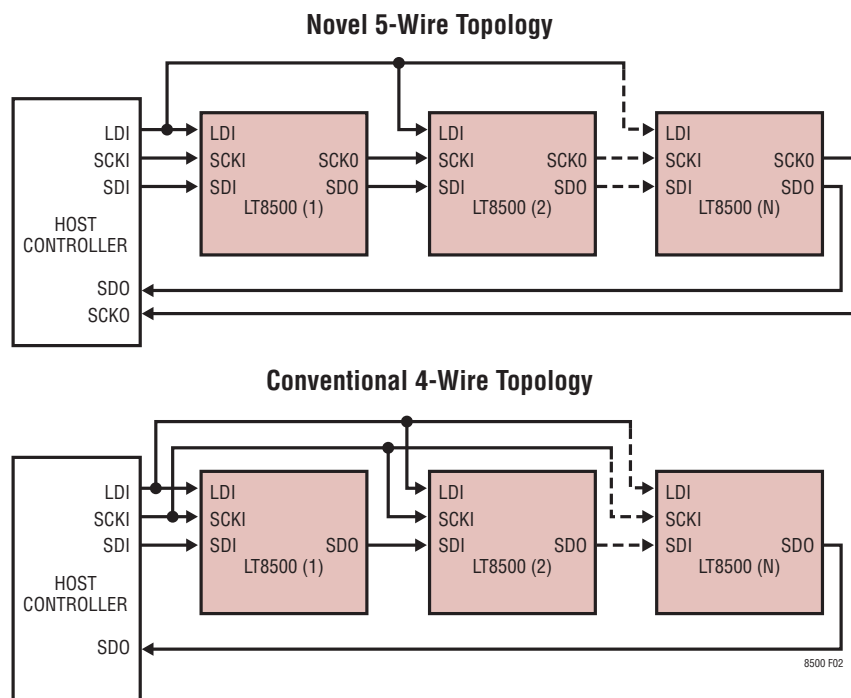 Novel 5-Wire Topology
LDI
SCKI
SDI
HOST
CONTROLLER
SDO
SCKO
LDI
SCKI SCK0
SDI SDO
LT8500 (1)
LDI
SCKI SCK0
SDI SDO
LT8500 (2)
LDI
SCKI SCK0
SDI SDO
LT8500 (N)
Conventional 4-Wire Topology
LDI
SCKI
SDI
HOST
CONTROLLER
SDO
LDI
SCKI
SDI SDO
LT8500 (1)
LDI
SCKI
SDI SDO
LT8500 (2)
LDI
SCKI
SDI SDO
LT8500 (N)
8500 F02